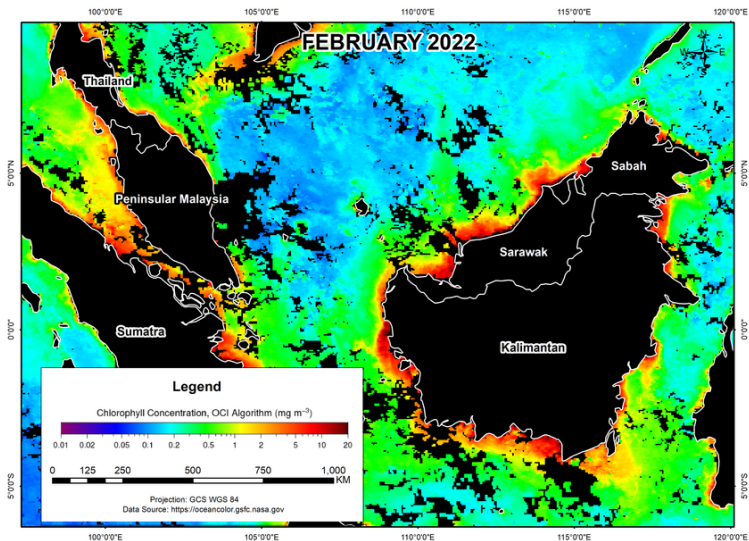 100°0'0"E 105°0'0"E 110°0'0"E 115°0'0"E 120°0'0"E
FEBRUARY 2022
N
W E
S
Thailand
5°0'0"N 5°0'0"N
Sabah
Peninsular Malaysia
Sarawak
0°0'0" 0°0'0"
Sumatra
Kalimantan
Legend
Chlorophyll Concentration, OCI Algorithm (mg m⁻³)
0.01 0.02 0.05 0.1 0.2 0.5 1 2 5 10 20
0 125 250 500 750 1,000
KM
Projection: GCS WGS 84
Data Source: https://oceancolor.gsfc.nasa.gov
5°0'0"S 5°0'0"S
100°0'0"E 105°0'0"E 110°0'0"E 115°0'0"E 120°0'0"E